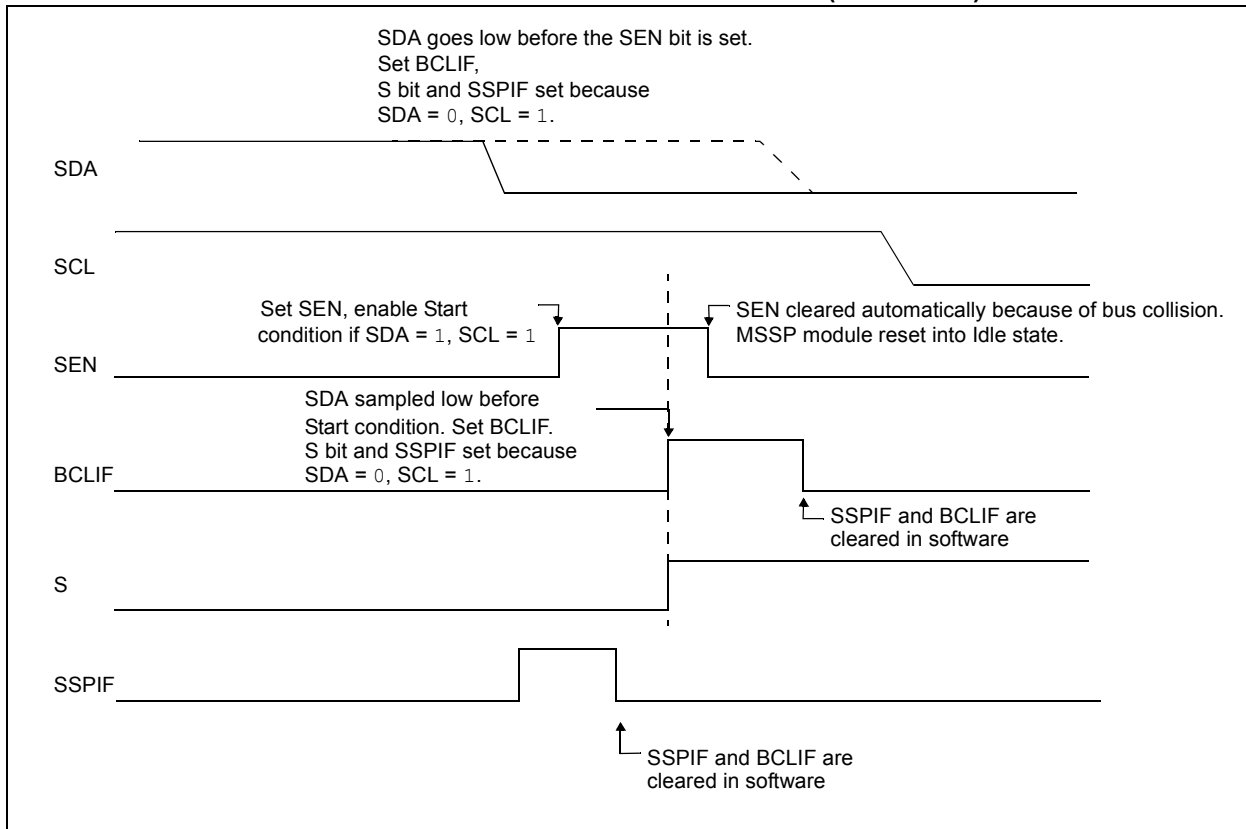 SDA goes low before the SEN bit is set.
Set BCLIF,
S bit and SSPIF set because
SDA = 0, SCL = 1.
SDA
SCL
Set SEN, enable Start
condition if SDA = 1, SCL = 1
SEN cleared automatically because of bus collision.
MSSP module reset into Idle state.
SEN
SDA sampled low before
Start condition. Set BCLIF.
S bit and SSPIF set because
SDA = 0, SCL = 1.
BCLIF
SSPIF and BCLIF are
cleared in software
S
SSPIF
SSPIF and BCLIF are
cleared in software